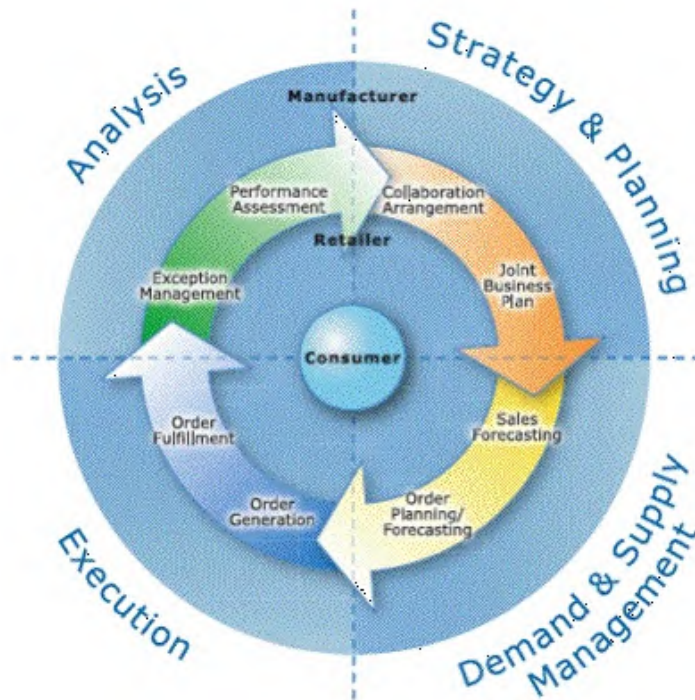 Analysis
Strategy & Planning
Manufacturer
Performance
Assessment
Collaboration
Arrangement
Retailer
Exception
Management
Joint
Business
Plan
Consumer
Order
Fulfillment
Sales
Forecasting
Order
Generation
Order
Planning/
Forecasting
Execution
Demand & Supply
Management